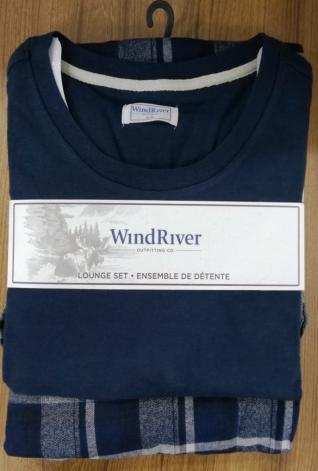 WINDRIVER
WINDRIVER
OUTFITTING CO.
LOUNGE SET • ENSEMBLE DE DÉTENTE